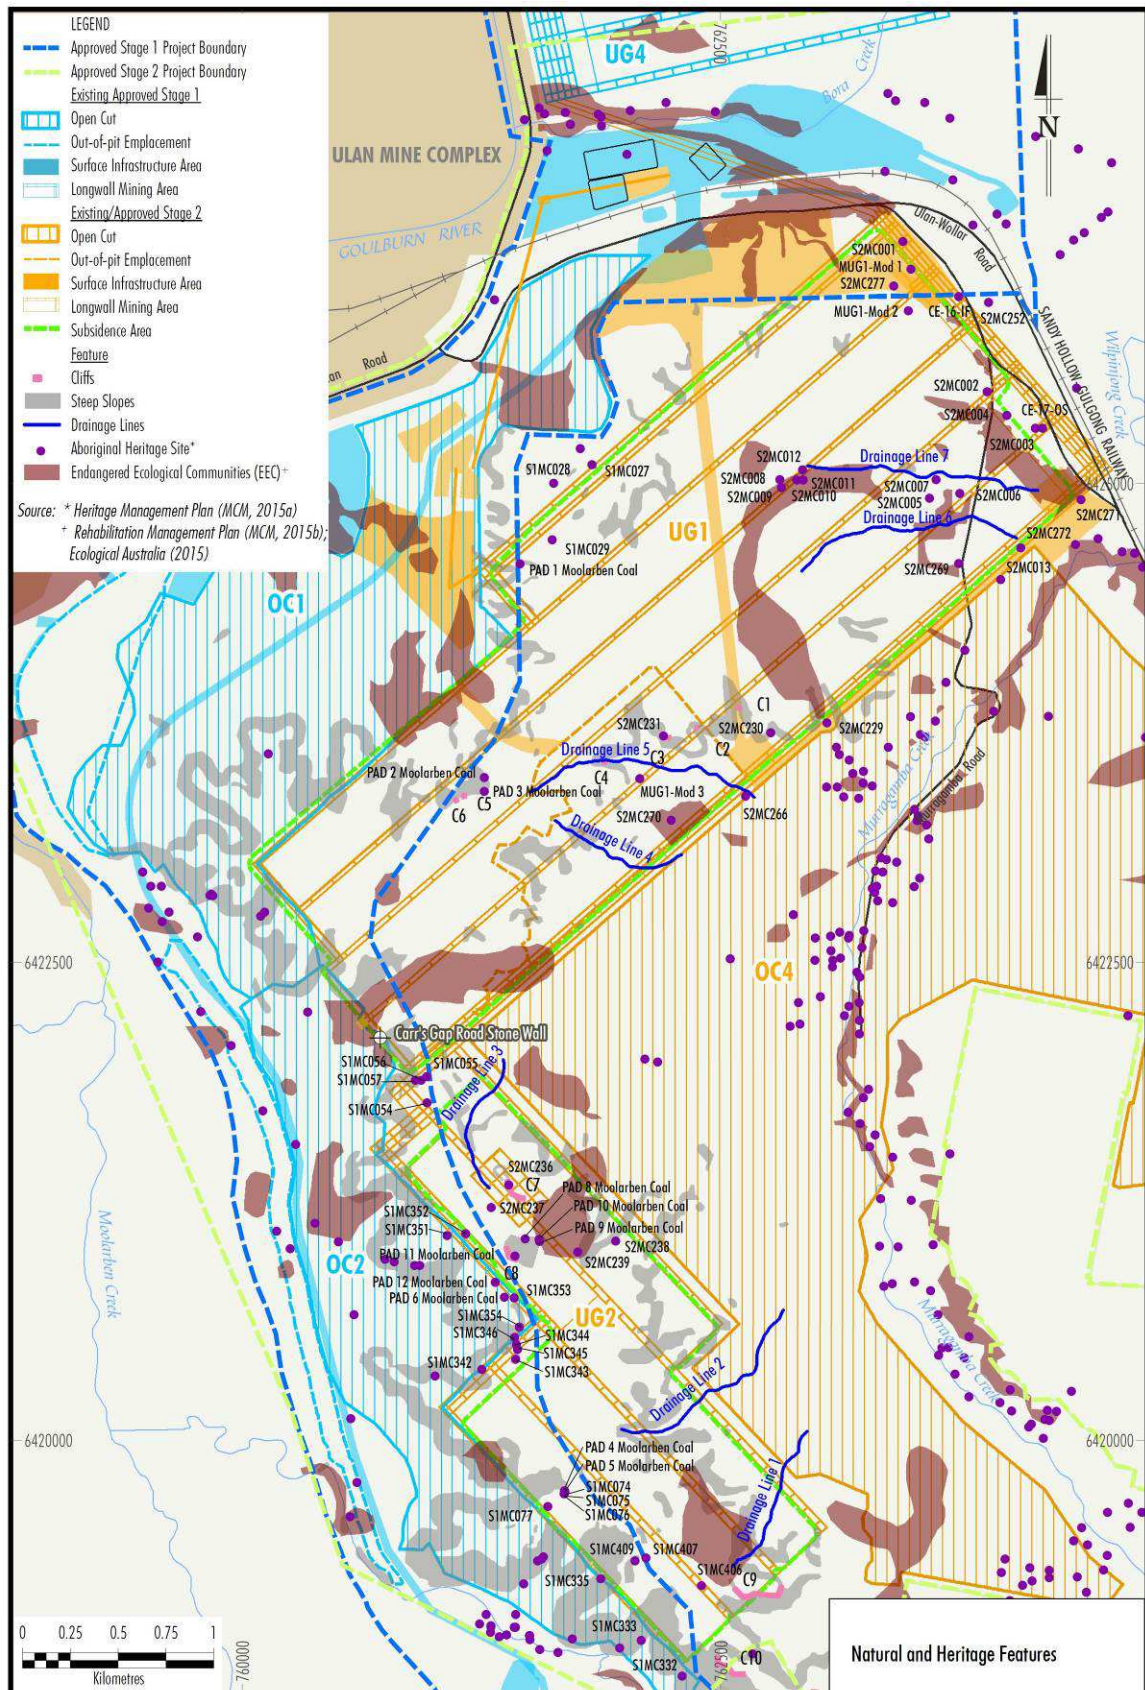 LEGEND
Approved Stage 1 Project Boundary
Approved Stage 2 Project Boundary
Existing Approved Stage 1
Open Cut
Out-of-pit Emplacement
Surface Infrastructure Area
Longwall Mining Area
Existing/Approved Stage 2
Open Cut
Out-of-pit Emplacement
Surface Infrastructure Area
Longwall Mining Area
Subsidence Area
Feature
Cliffs
Steep Slopes
Drainage Lines
Aboriginal Heritage Site*
Endangered Ecological Communities (EEC)+
Source: * Heritage Management Plan (MCM, 2015a)
+ Rehabilitation Management Plan (MCM, 2015b);
Ecological Australia (2015)
762500
UG4
Bora Creek
N
ULAN MINE COMPLEX
GOULBURN RIVER
Ulan-Wollar Road
S2MC001
MUG1-Mod 1
S2MC277
MUG1-Mod 2
CE-16-IF
S2MC252
SANDY HOLLOW GULGONG RAILWAY
Wilpinjong Creek
Road
S2MC002
S2MC004
CE-17-OS
S2MC003
S1MC028
S1MC027
S2MC012
S2MC008
S2MC011
S2MC009
S2MC010
Drainage Line 7
S2MC007
S2MC005
S2MC006
6425000
S2MC271
Drainage Line 6
S2MC272
S1MC029
UG1
PAD 1 Moolarben Coal
S2MC269
S2MC013
OC1
S2MC231
S2MC230
C1
S2MC229
C2
Drainage Line 5
C3
C4
PAD 2 Moolarben Coal
PAD 3 Moolarben Coal
C5
C6
MUG1-Mod 3
S2MC270
S2MC266
Drainage Line 4
Murragamba Creek
Murragamba Road
6422500
6422500
OC4
Carr's Gap Road Stone Wall
S1MC056
S1MC055
S1MC057
S1MC054
Drainage Line 3
S2MC236
C7
PAD 8 Moolarben Coal
S2MC237
PAD 10 Moolarben Coal
PAD 9 Moolarben Coal
S1MC352
S1MC351
S2MC238
S2MC239
PAD 11 Moolarben Coal
OC2
C8
PAD 12 Moolarben Coal
PAD 6 Moolarben Coal
S1MC353
UG2
S1MC354
S1MC346
S1MC344
S1MC345
S1MC343
S1MC342
Moolarben Creek
Murragamba Creek
Drainage Line 2
6420000
6420000
PAD 4 Moolarben Coal
PAD 5 Moolarben Coal
S1MC074
S1MC075
S1MC076
S1MC077
Drainage Line 1
S1MC409
S1MC407
S1MC406
C9
S1MC335
S1MC333
S1MC332
C10
0 0.25 0.5 0.75 1
Kilometres
760000
762500
Natural and Heritage Features